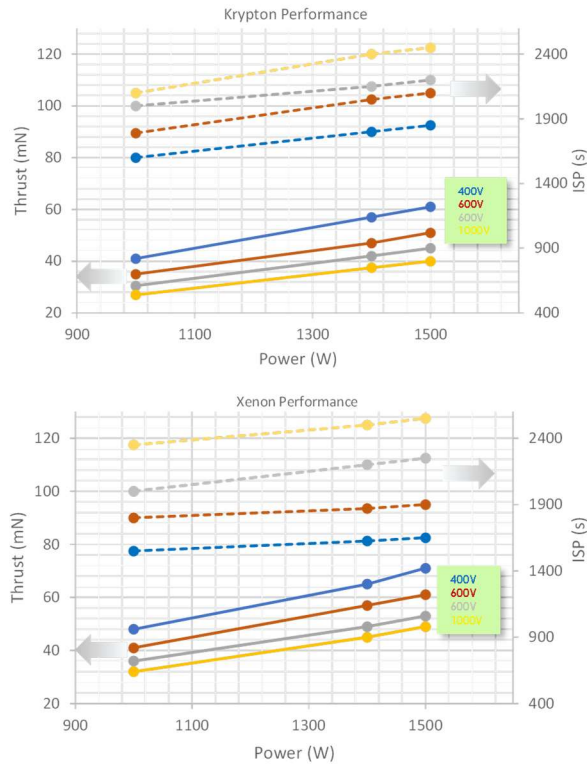 Krypton Performance
120
100
80
60
40
20
Thrust (mN)
2400
1900
1400
900
400
ISP (s)
400V
600V
600V
1000V
900
1100
1300
1500
Power (W)
Xenon Performance
120
100
80
60
40
20
Thrust (mN)
2400
1900
1400
900
400
ISP (s)
400V
600V
600V
1000V
900
1100
1300
1500
Power (W)